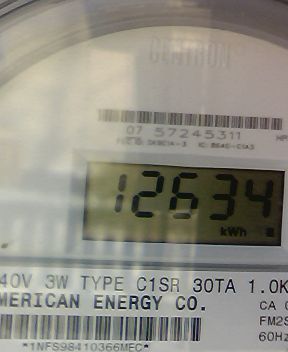 CENTRON
07 57245311
12634
kWh
40V 3W TYPE C1SR 30TA 1.0K
MERICAN ENERGY CO.
CA
FM2S
60Hz
*1NFS98410366MEC*